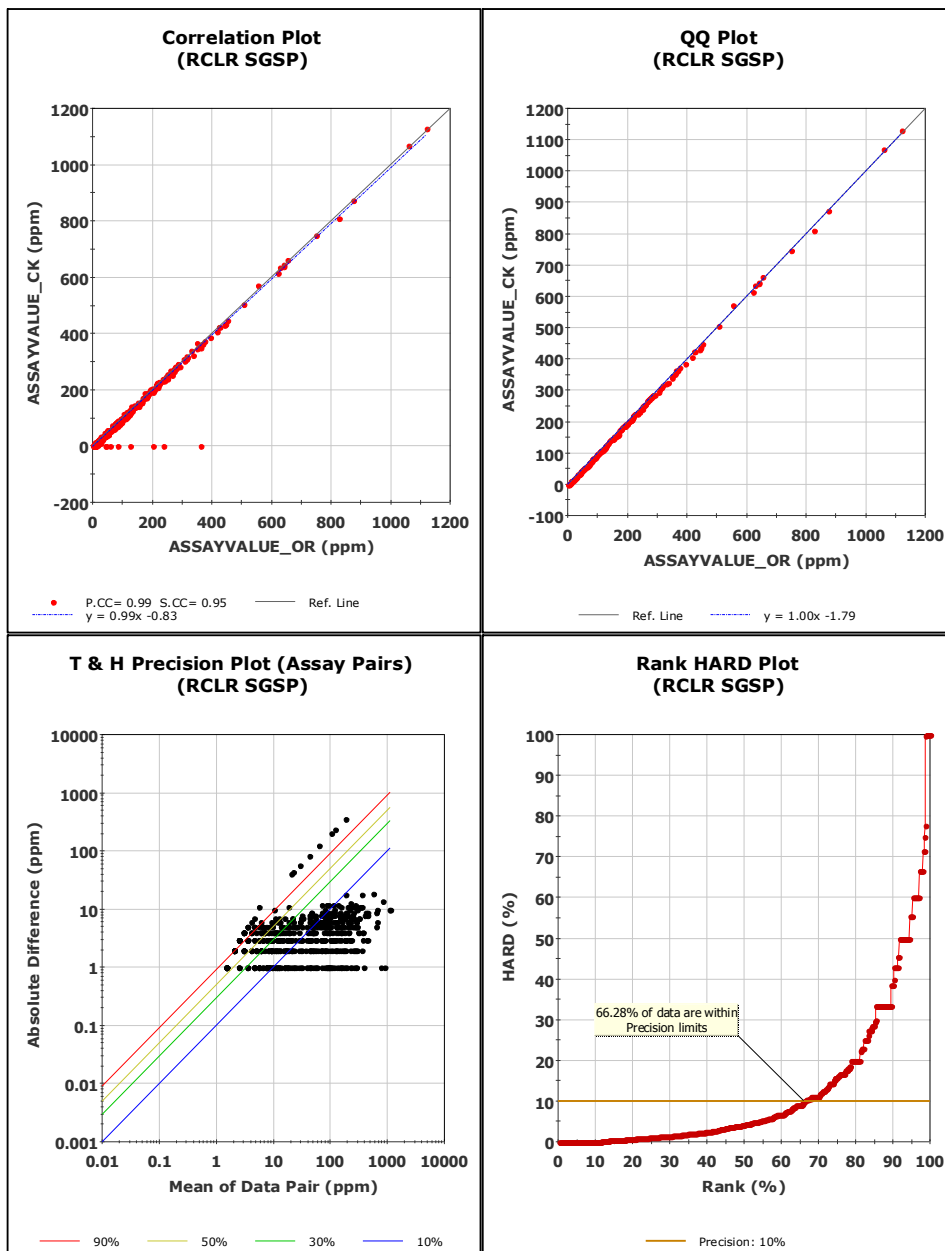 Correlation Plot
(RCLR SGSP)
1200
1000
800
600
400
200
0
-200
0 200 400 600 800 1000 1200
ASSAYVALUE_CK (ppm)
ASSAYVALUE_OR (ppm)
P.CC= 0.99 S.CC= 0.95 Ref. Line
y = 0.99x -0.83
QQ Plot
(RCLR SGSP)
1200
1100
1000
900
800
700
600
500
400
300
200
100
0
-100
0 200 400 600 800 1000 1200
ASSAYVALUE_CK (ppm)
ASSAYVALUE_OR (ppm)
Ref. Line y = 1.00x -1.79
T & H Precision Plot (Assay Pairs)
(RCLR SGSP)
10000
1000
100
10
1
0.1
0.01
0.001
0.01 0.1 1 10 100 1000 10000
Absolute Difference (ppm)
Mean of Data Pair (ppm)
90% 50% 30% 10%
Rank HARD Plot
(RCLR SGSP)
100
90
80
70
60
50
40
30
20
10
0
0 10 20 30 40 50 60 70 80 90 100
HARD (%)
Rank (%)
66.28% of data are within
Precision limits
Precision: 10%